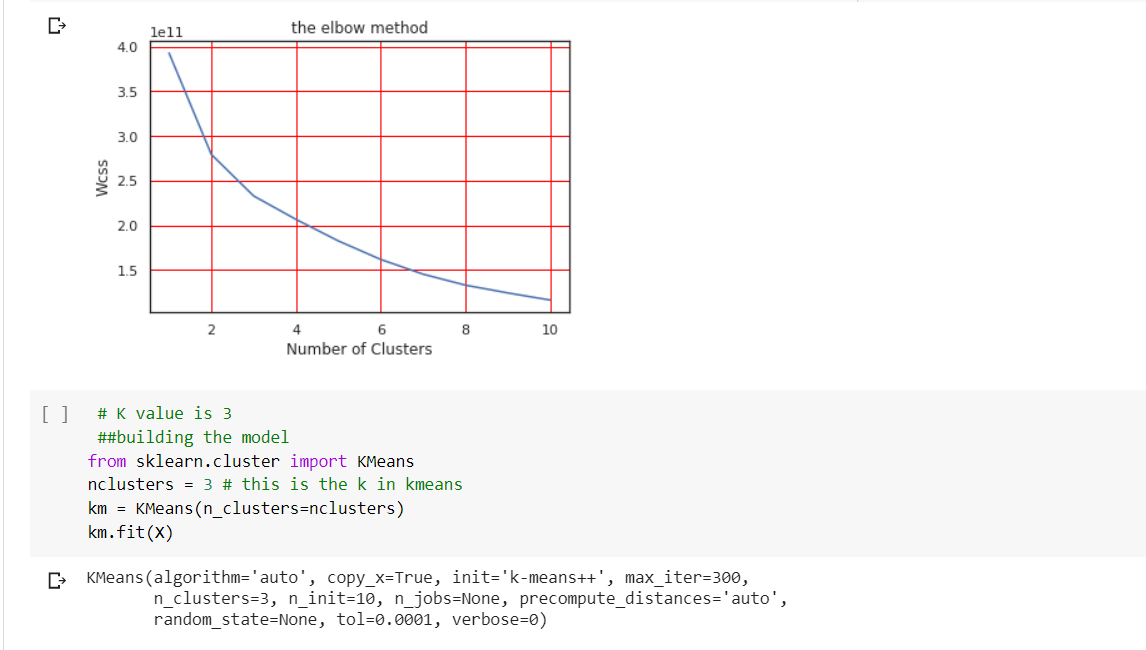 the elbow method
1e11
4.0
3.5
3.0
2.5
2.0
1.5
Wcss
2 4 6 8 10
Number of Clusters
[ ] # K value is 3
##building the model
from sklearn.cluster import KMeans
nclusters = 3 # this is the k in kmeans
km = KMeans(n_clusters=nclusters)
km.fit(X)
KMeans(algorithm='auto', copy_x=True, init='k-means++', max_iter=300,
n_clusters=3, n_init=10, n_jobs=None, precompute_distances='auto',
random_state=None, tol=0.0001, verbose=0)